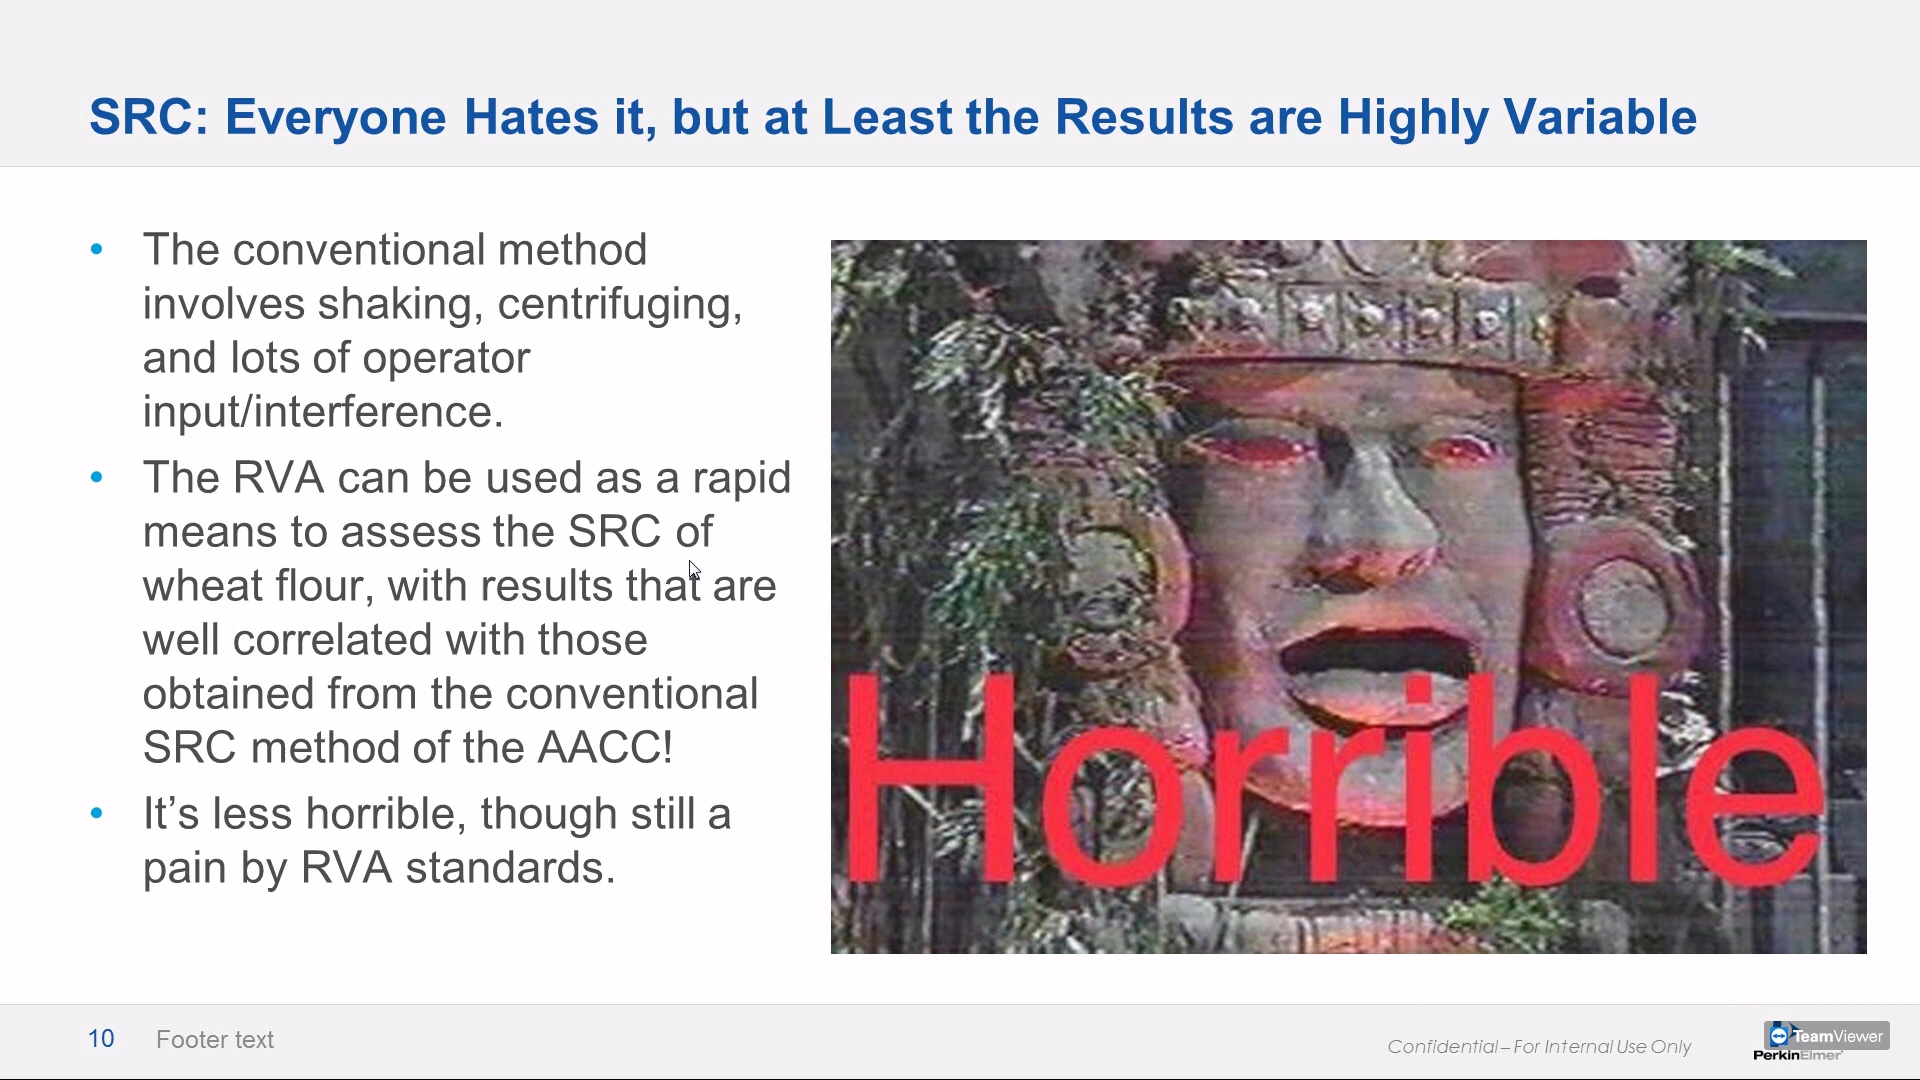 SRC: Everyone Hates it, but at Least the Results are Highly Variable
• The conventional method
involves shaking, centrifuging,
and lots of operator
input/interference.
• The RVA can be used as a rapid
means to assess the SRC of
wheat flour, with results that are
well correlated with those
obtained from the conventional
SRC method of the AACC!
• It’s less horrible, though still a
pain by RVA standards.
Horrible
10 Footer text
Confidential – For Internal Use Only
TeamViewer
PerkinElmer